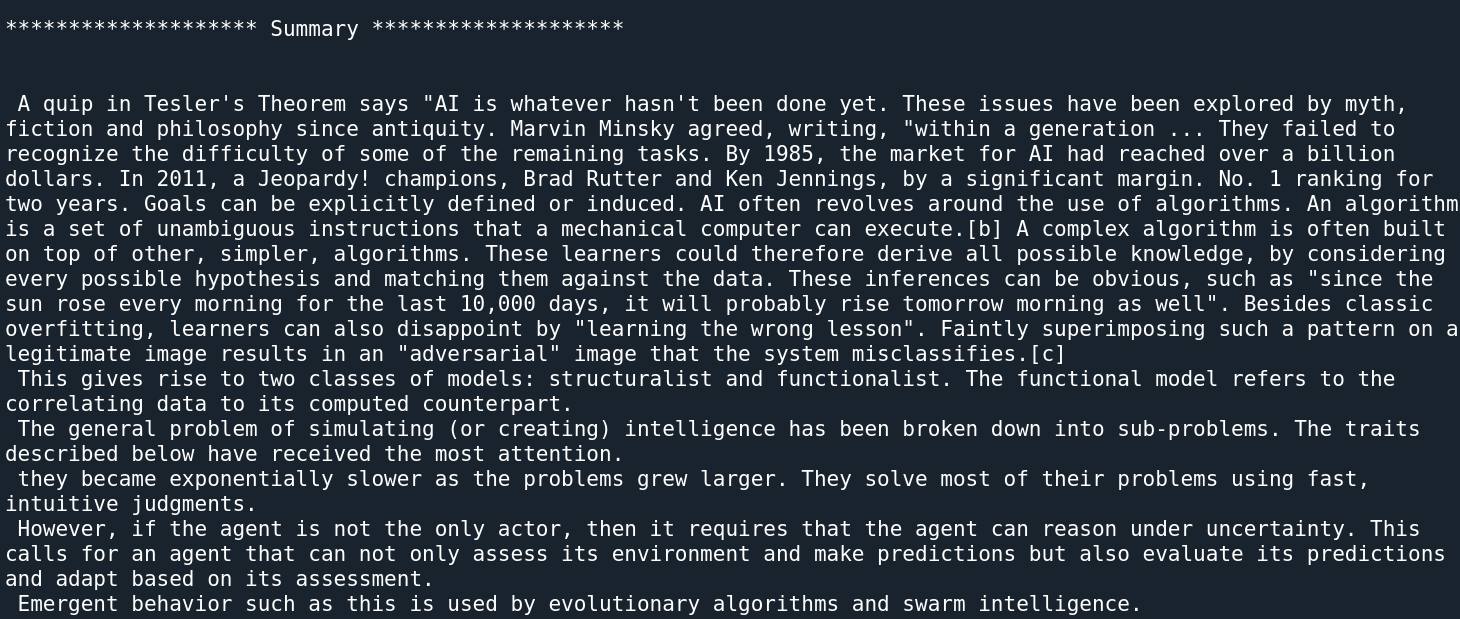 ******************** Summary ********************
A quip in Tesler's Theorem says "AI is whatever hasn't been done yet. These issues have been explored by myth,
fiction and philosophy since antiquity. Marvin Minsky agreed, writing, "within a generation ... They failed to
recognize the difficulty of some of the remaining tasks. By 1985, the market for AI had reached over a billion
dollars. In 2011, a Jeopardy! champions, Brad Rutter and Ken Jennings, by a significant margin. No. 1 ranking for
two years. Goals can be explicitly defined or induced. AI often revolves around the use of algorithms. An algorithm
is a set of unambiguous instructions that a mechanical computer can execute.[b] A complex algorithm is often built
on top of other, simpler, algorithms. These learners could therefore derive all possible knowledge, by considering
every possible hypothesis and matching them against the data. These inferences can be obvious, such as "since the
sun rose every morning for the last 10,000 days, it will probably rise tomorrow morning as well". Besides classic
overfitting, learners can also disappoint by "learning the wrong lesson". Faintly superimposing such a pattern on a
legitimate image results in an "adversarial" image that the system misclassifies.[c]
This gives rise to two classes of models: structuralist and functionalist. The functional model refers to the
correlating data to its computed counterpart.
The general problem of simulating (or creating) intelligence has been broken down into sub-problems. The traits
described below have received the most attention.
they became exponentially slower as the problems grew larger. They solve most of their problems using fast,
intuitive judgments.
However, if the agent is not the only actor, then it requires that the agent can reason under uncertainty. This
calls for an agent that can not only assess its environment and make predictions but also evaluate its predictions
and adapt based on its assessment.
Emergent behavior such as this is used by evolutionary algorithms and swarm intelligence.